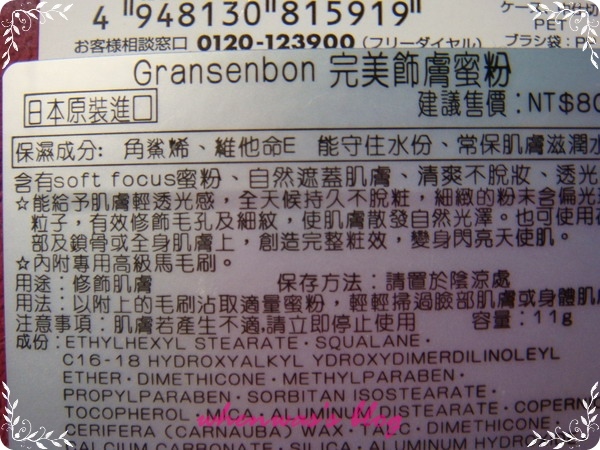 4 948130 815919
お客様相談窓口 0120-123900 (フリーダイヤル)
PET
ブラシ袋:P
Gransenbon 完美飾膚蜜粉
日本原裝進口
建議售價:NT$80
保濕成分: 角鯊烯、維他命E 能守住水份、常保肌膚滋潤水
含有soft focus蜜粉、自然遮蓋肌膚、清爽不脫妝、透光
☆能給予肌膚輕透光感,全天候持久不脫粧,細緻的粉末含偏光
粒子,有效修飾毛孔及細紋,使肌膚散發自然光澤。也可使用在
部及鎖骨或全身肌膚上,創造完整粧效,變身閃亮天使肌。
☆內附專用高級馬毛刷。
用途:修飾肌膚 保存方法:請置於陰涼處
用法:以附上的毛刷沾取適量蜜粉,輕輕掃過臉部肌膚或身體肌
注意事項:肌膚若產生不適,請立即停止使用 容量:11g
成份:ETHYLHEXYL STEARATE·SQUALANE·
C16-18 HYDROXYALKYL YDROXYDIMERDILINOLEYL
ETHER·DIMETHICONE·METHYLPARABEN·
PROPYLPARABEN·SORBITAN ISOSTEARATE·
TOCOPHEROL·MICA·ALUMINUM DISTEARATE·COPERN
CERIFERA (CARNAUBA) WAX·TALC·DIMETHICONE·
CALCIUM CARBONATE·SILICA·ALUMINUM HYDRO